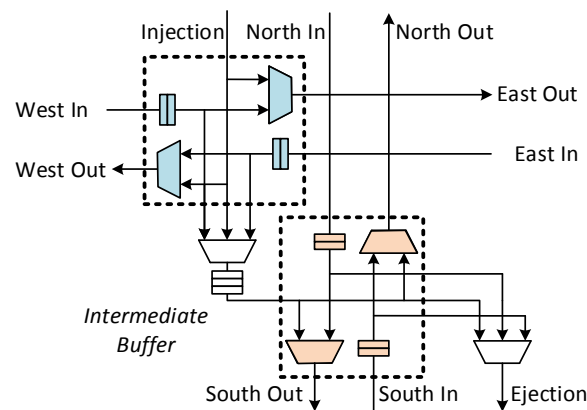 Injection
North In
North Out
West In
East Out
West Out
East In
Intermediate
Buffer
South Out
South In
Ejection